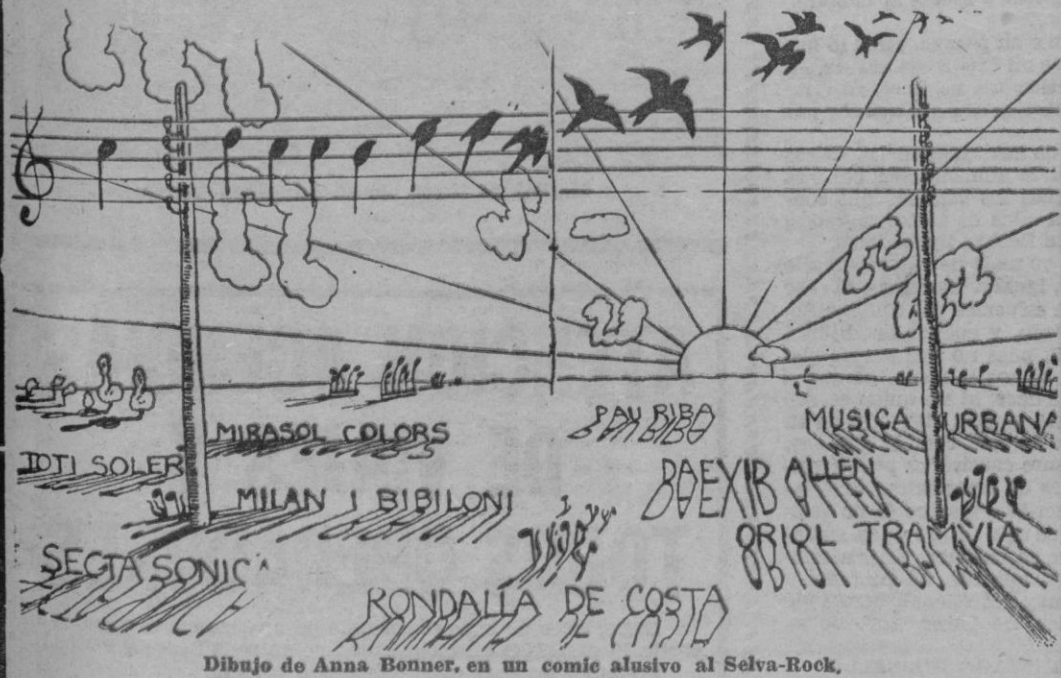 PAU RIBA
MUSICA URBANA
MIRASOL COLORS
TOTI SOLER
DAEVID ALLEN
MILAN I BIBILONI
ORIOL TRAMVIA
SECTA SONICA
RONDALLA DE COSTA
Dibujo de Anna Bonner, en un comic alusivo al Selva-Rock.